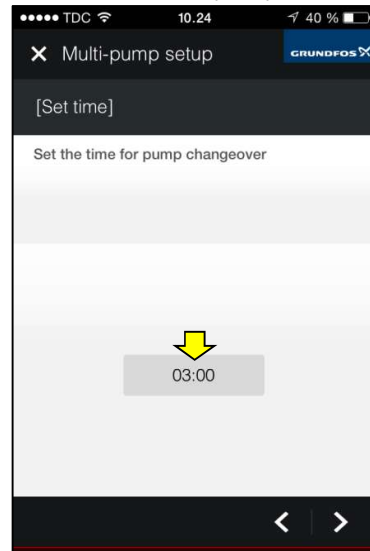 TDC 10.24 40 %
Multi-pump setup GRUNDFOS
[Set time]
Set the time for pump changeover
03:00